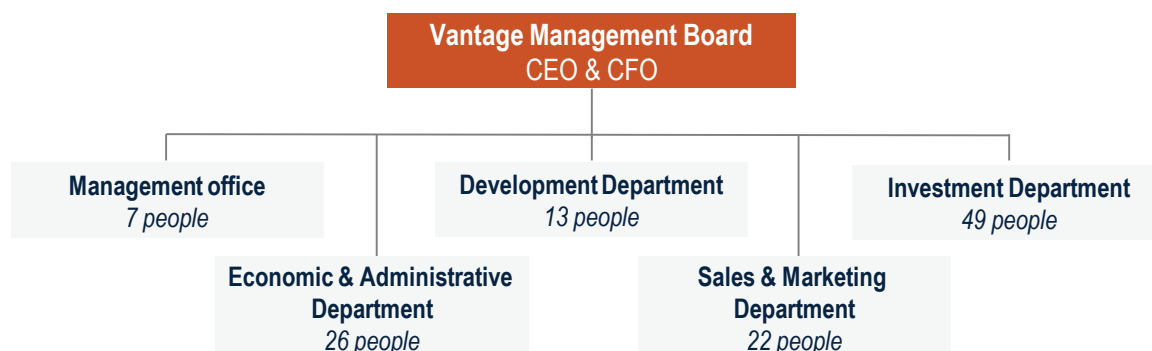 Vantage Management Board
CEO & CFO
Management office
7 people
Development Department
13 people
Investment Department
49 people
Economic & Administrative
Department
26 people
Sales & Marketing
Department
22 people